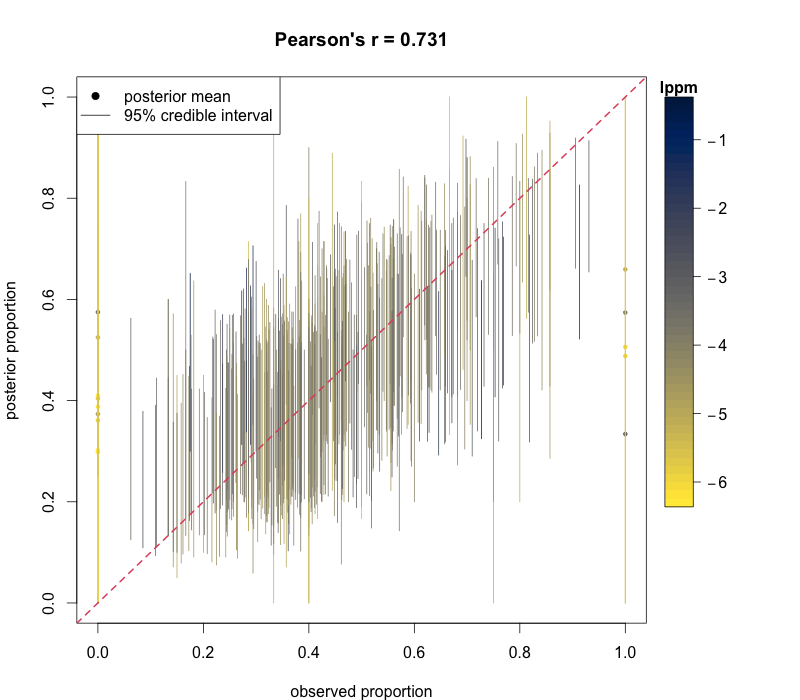 Pearson's r = 0.731
lppm
posterior mean
95% credible interval
1.0
0.8
0.6
0.4
0.2
0.0
posterior proportion
−1
−2
−3
−4
−5
−6
0.0 0.2 0.4 0.6 0.8 1.0
observed proportion